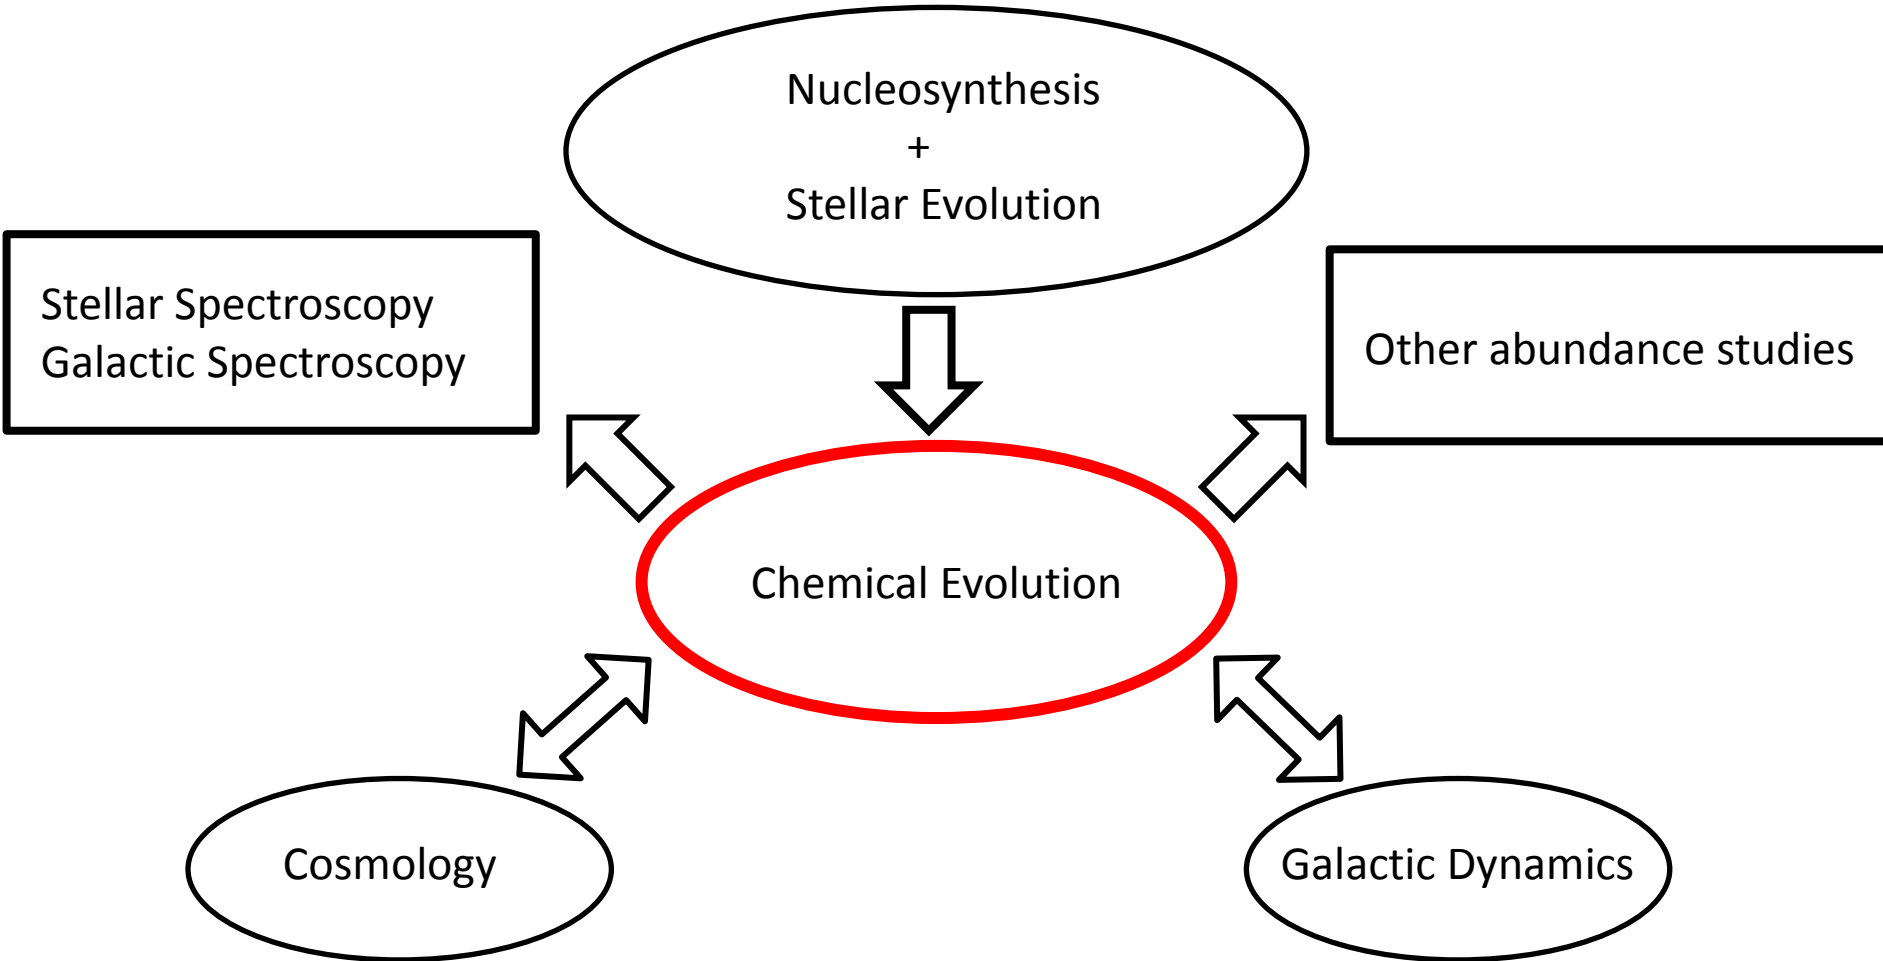 Nucleosynthesis
+
Stellar Evolution
Stellar Spectroscopy
Galactic Spectroscopy
Other abundance studies
Chemical Evolution
Cosmology
Galactic Dynamics